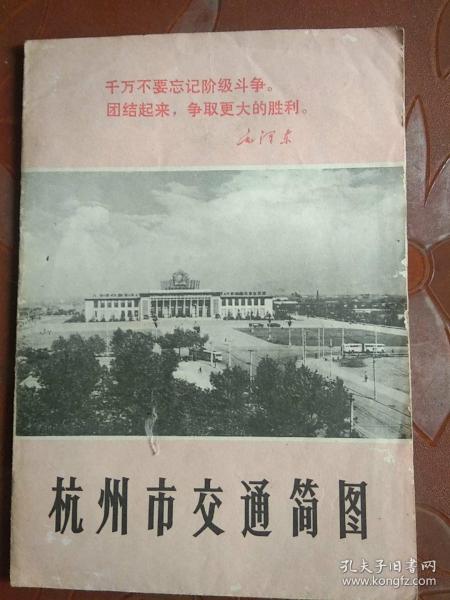 千万不要忘记阶级斗争。
团结起来，争取更大的胜利。
毛泽东
杭州市交通简图
孔夫子旧书网
www.kongfz.com